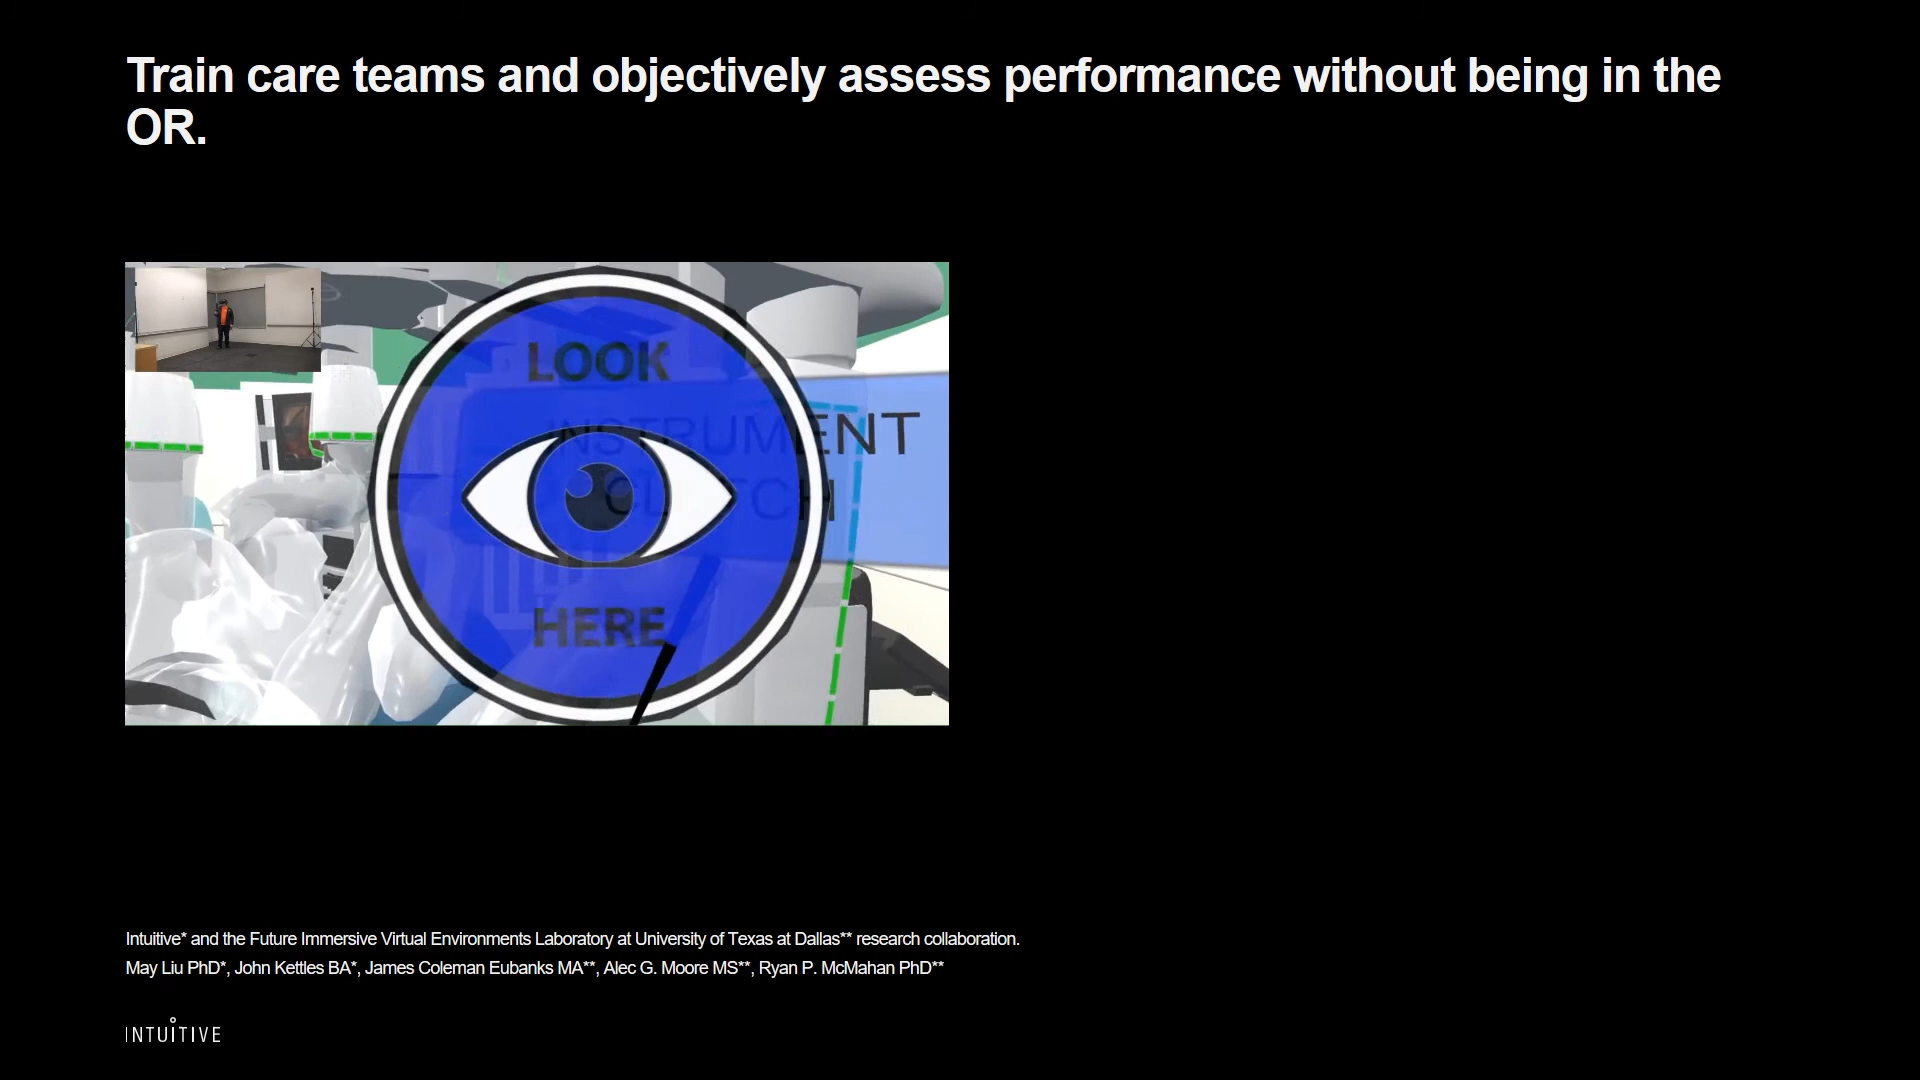 Train care teams and objectively assess performance without being in the
OR.
LOOK
INSTRUMENT
CLUTCH
HERE
Intuitive* and the Future Immersive Virtual Environments Laboratory at University of Texas at Dallas** research collaboration.
May Liu PhD*, John Kettles BA*, James Coleman Eubanks MA**, Alec G. Moore MS**, Ryan P. McMahan PhD**
INTUITIVE